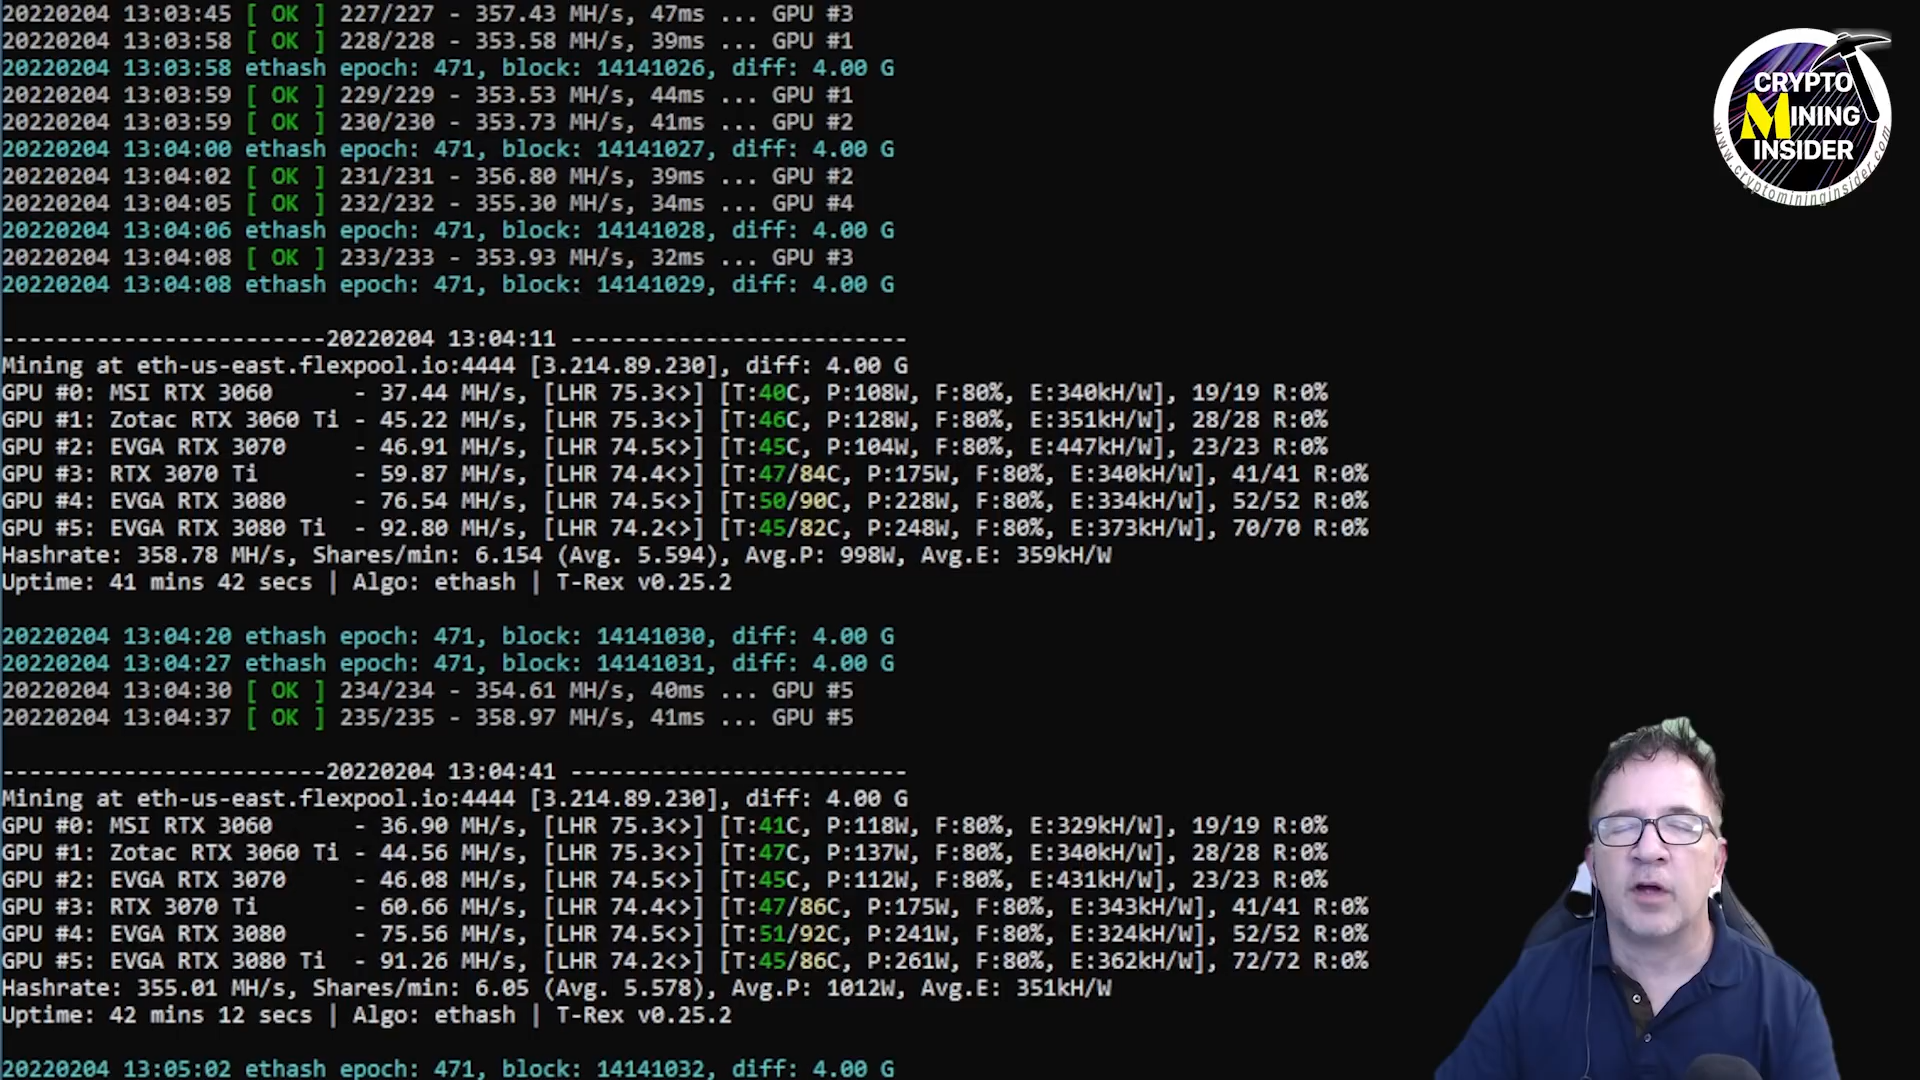 20220204 13:03:45 [ OK ] 227/227 - 357.43 MH/s, 47ms ... GPU #3
20220204 13:03:58 [ OK ] 228/228 - 353.58 MH/s, 39ms ... GPU #1
20220204 13:03:58 ethash epoch: 471, block: 14141026, diff: 4.00 G
20220204 13:03:59 [ OK ] 229/229 - 353.53 MH/s, 44ms ... GPU #1
20220204 13:03:59 [ OK ] 230/230 - 353.73 MH/s, 41ms ... GPU #2
20220204 13:04:00 ethash epoch: 471, block: 14141027, diff: 4.00 G
20220204 13:04:02 [ OK ] 231/231 - 356.80 MH/s, 39ms ... GPU #2
20220204 13:04:05 [ OK ] 232/232 - 355.30 MH/s, 34ms ... GPU #4
20220204 13:04:06 ethash epoch: 471, block: 14141028, diff: 4.00 G
20220204 13:04:08 [ OK ] 233/233 - 353.93 MH/s, 32ms ... GPU #3
20220204 13:04:08 ethash epoch: 471, block: 14141029, diff: 4.00 G
------------------------20220204 13:04:11 -------------------------
Mining at eth-us-east.flexpool.io:4444 [3.214.89.230], diff: 4.00 G
GPU #0: MSI RTX 3060 - 37.44 MH/s, [LHR 75.3<>] [T:40C, P:108W, F:80%, E:340kH/W], 19/19 R:0%
GPU #1: Zotac RTX 3060 Ti - 45.22 MH/s, [LHR 75.3<>] [T:46C, P:128W, F:80%, E:351kH/W], 28/28 R:0%
GPU #2: EVGA RTX 3070 - 46.91 MH/s, [LHR 74.5<>] [T:45C, P:104W, F:80%, E:447kH/W], 23/23 R:0%
GPU #3: RTX 3070 Ti - 59.87 MH/s, [LHR 74.4<>] [T:47/84C, P:175W, F:80%, E:340kH/W], 41/41 R:0%
GPU #4: EVGA RTX 3080 - 76.54 MH/s, [LHR 74.5<>] [T:50/90C, P:228W, F:80%, E:334kH/W], 52/52 R:0%
GPU #5: EVGA RTX 3080 Ti - 92.80 MH/s, [LHR 74.2<>] [T:45/82C, P:248W, F:80%, E:373kH/W], 70/70 R:0%
Hashrate: 358.78 MH/s, Shares/min: 6.154 (Avg. 5.594), Avg.P: 998W, Avg.E: 359kH/W
Uptime: 41 mins 42 secs | Algo: ethash | T-Rex v0.25.2
20220204 13:04:20 ethash epoch: 471, block: 14141030, diff: 4.00 G
20220204 13:04:27 ethash epoch: 471, block: 14141031, diff: 4.00 G
20220204 13:04:30 [ OK ] 234/234 - 354.61 MH/s, 40ms ... GPU #5
20220204 13:04:37 [ OK ] 235/235 - 358.97 MH/s, 41ms ... GPU #5
------------------------20220204 13:04:41 -------------------------
Mining at eth-us-east.flexpool.io:4444 [3.214.89.230], diff: 4.00 G
GPU #0: MSI RTX 3060 - 36.90 MH/s, [LHR 75.3<>] [T:41C, P:118W, F:80%, E:329kH/W], 19/19 R:0%
GPU #1: Zotac RTX 3060 Ti - 44.56 MH/s, [LHR 75.3<>] [T:47C, P:137W, F:80%, E:340kH/W], 28/28 R:0%
GPU #2: EVGA RTX 3070 - 46.08 MH/s, [LHR 74.5<>] [T:45C, P:112W, F:80%, E:431kH/W], 23/23 R:0%
GPU #3: RTX 3070 Ti - 60.66 MH/s, [LHR 74.4<>] [T:47/86C, P:175W, F:80%, E:343kH/W], 41/41 R:0%
GPU #4: EVGA RTX 3080 - 75.56 MH/s, [LHR 74.5<>] [T:51/92C, P:241W, F:80%, E:324kH/W], 52/52 R:0%
GPU #5: EVGA RTX 3080 Ti - 91.26 MH/s, [LHR 74.2<>] [T:45/86C, P:261W, F:80%, E:362kH/W], 72/72 R:0%
Hashrate: 355.01 MH/s, Shares/min: 6.05 (Avg. 5.578), Avg.P: 1012W, Avg.E: 351kH/W
Uptime: 42 mins 12 secs | Algo: ethash | T-Rex v0.25.2
20220204 13:05:02 ethash epoch: 471, block: 14141032, diff: 4.00 G
CRYPTO
MINING
INSIDER
www.cryptomininginsider.com